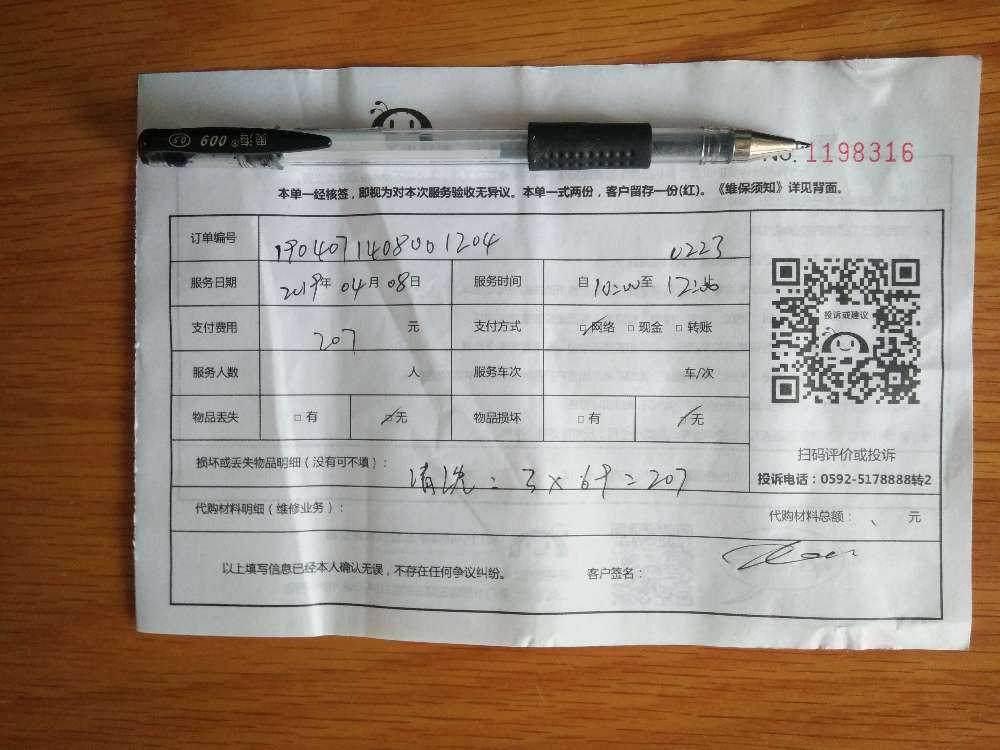 奥海® 009 0.5
NO. 1198316
本单一经核签，即视为对本次服务验收无异议。本单一式两份，客户留存一份(红)。《维保须知》详见背面。
订单编号 1904071408001204 0223
服务日期 2019年 04月 08日 服务时间 自 10:00 至 12:36
支付费用 207 元 支付方式 □网络 □现金 □转账
服务人数 人 服务车次 车/次
物品丢失 □有 □无 物品损坏 □有 □无
损坏或丢失物品明细（没有可不填）： 清洗：3×69=207
投诉或建议
扫码评价或投诉
投诉电话：0592-5178888转2
代购材料明细（维修业务）： 代购材料总额： 、 元
以上填写信息已经本人确认无误，不存在任何争议纠纷。 客户签名：